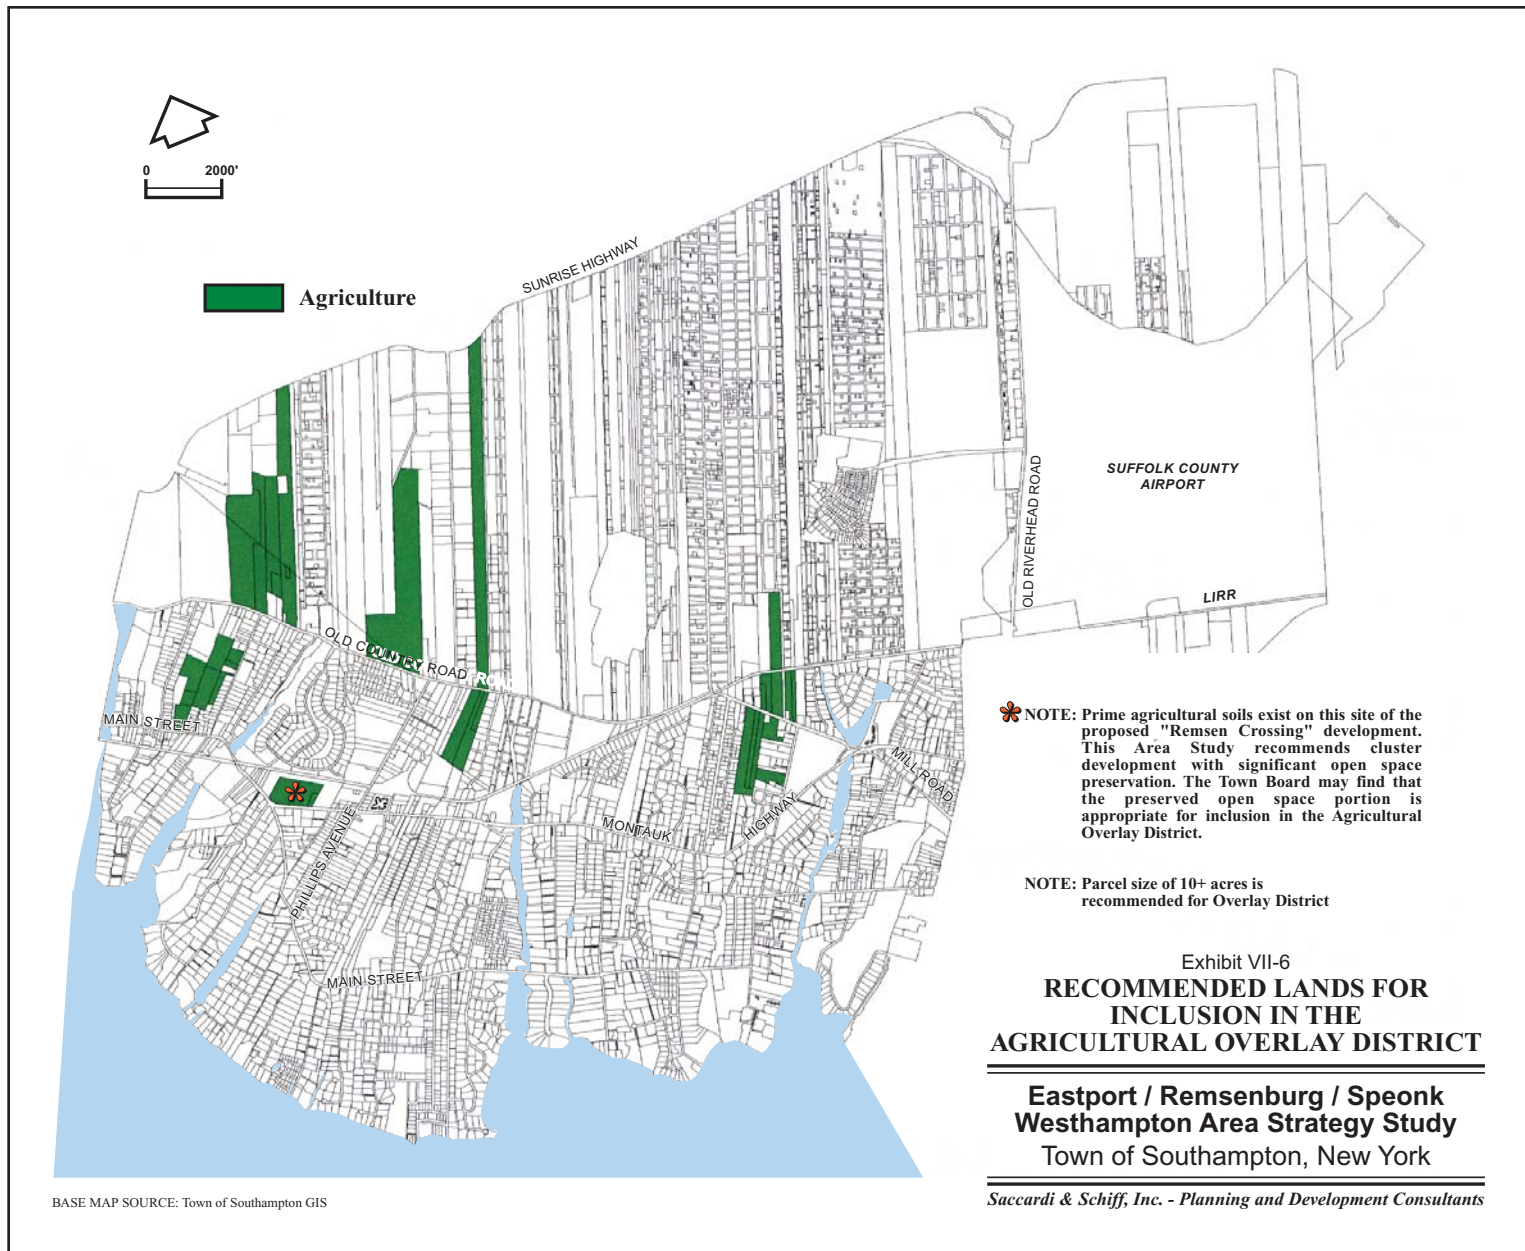 0 2000'
SUNRISE HIGHWAY
Agriculture
SUFFOLK COUNTY
AIRPORT
OLD RIVERHEAD ROAD
LIRR
OLD COUNTRY ROAD
MAIN STREET
MILL ROAD
MONTAUK
HIGHWAY
PHILLIPS AVENUE
MAIN STREET
NOTE: Prime agricultural soils exist on this site of the
proposed "Remsen Crossing" development.
This Area Study recommends cluster
development with significant open space
preservation. The Town Board may find that
the preserved open space portion is
appropriate for inclusion in the Agricultural
Overlay District.
NOTE: Parcel size of 10+ acres is
recommended for Overlay District
Exhibit VII-6
RECOMMENDED LANDS FOR
INCLUSION IN THE
AGRICULTURAL OVERLAY DISTRICT
Eastport / Remsenburg / Speonk
Westhampton Area Strategy Study
Town of Southampton, New York
Saccardi & Schiff, Inc. - Planning and Development Consultants
BASE MAP SOURCE: Town of Southampton GIS